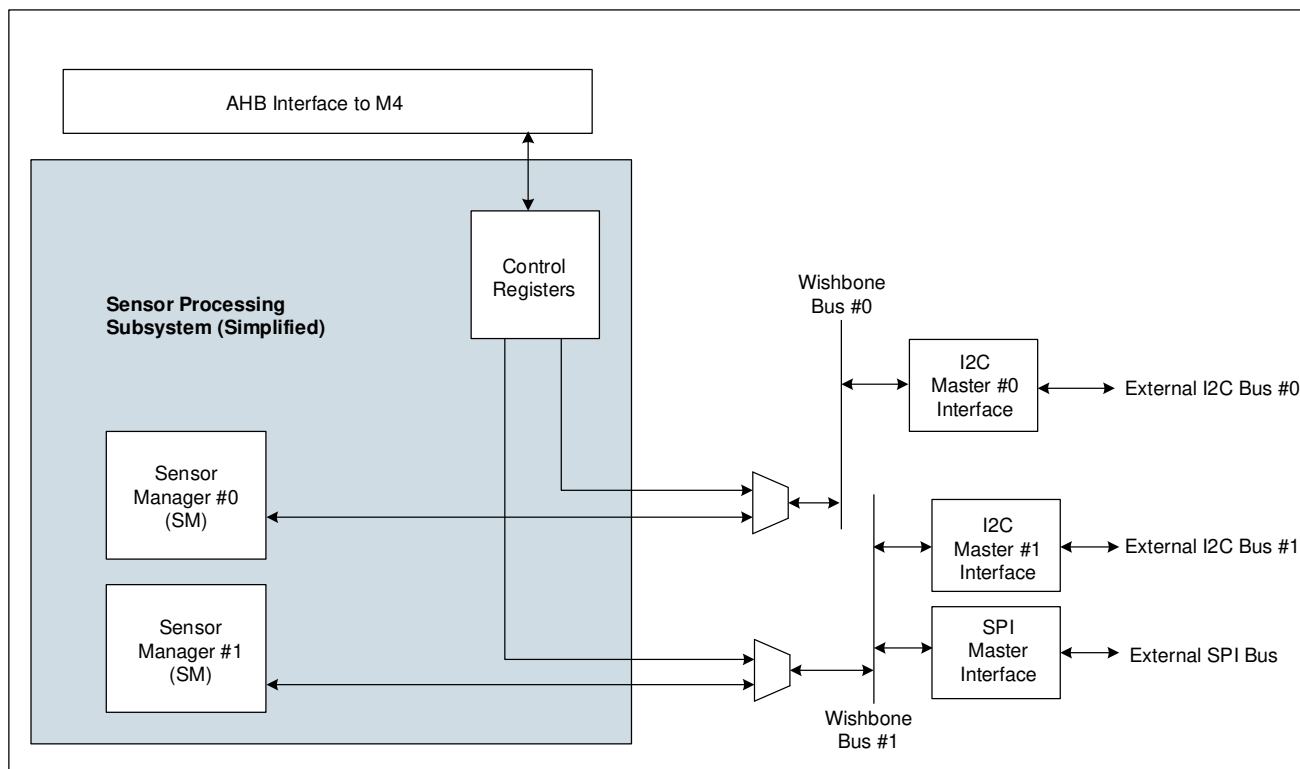 AHB Interface to M4
Control
Registers
Sensor Processing
Subsystem (Simplified)
Wishbone
Bus #0
I2C
Master #0
Interface
External I2C Bus #0
Sensor
Manager #0
(SM)
I2C
Master #1
Interface
External I2C Bus #1
Sensor
Manager #1
(SM)
SPI
Master
Interface
External SPI Bus
Wishbone
Bus #1